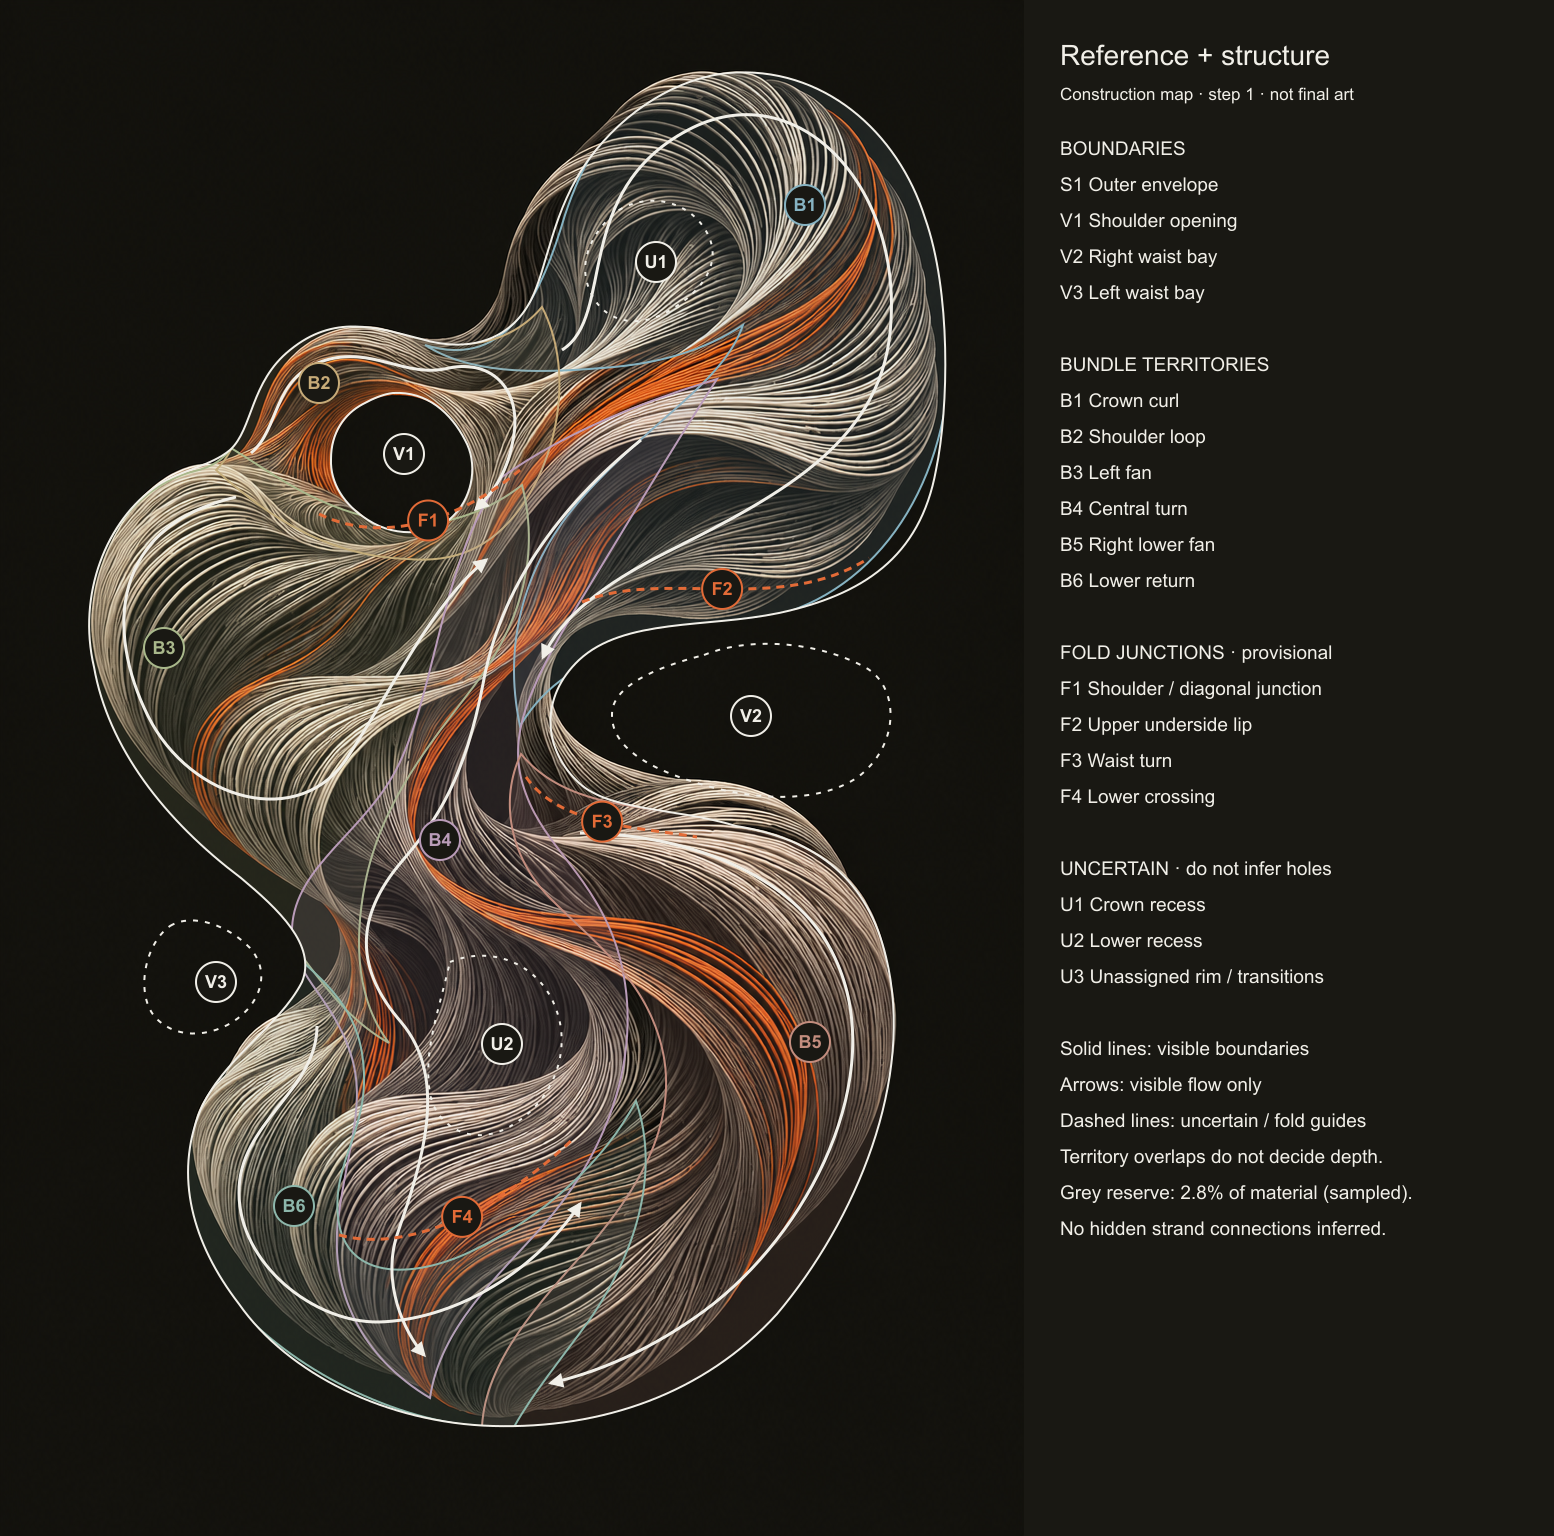 Reference + structure
Construction map · step 1 · not final art
BOUNDARIES
S1 Outer envelope
V1 Shoulder opening
V2 Right waist bay
V3 Left waist bay
BUNDLE TERRITORIES
B1 Crown curl
B2 Shoulder loop
B3 Left fan
B4 Central turn
B5 Right lower fan
B6 Lower return
FOLD JUNCTIONS · provisional
F1 Shoulder / diagonal junction
F2 Upper underside lip
F3 Waist turn
F4 Lower crossing
UNCERTAIN · do not infer holes
U1 Crown recess
U2 Lower recess
U3 Unassigned rim / transitions
Solid lines: visible boundaries
Arrows: visible flow only
Dashed lines: uncertain / fold guides
Territory overlaps do not decide depth.
Grey reserve: 2.8% of material (sampled).
No hidden strand connections inferred.
B1
U1
B2
V1
F1
F2
B3
V2
F3
B4
V3
U2
B5
B6
F4